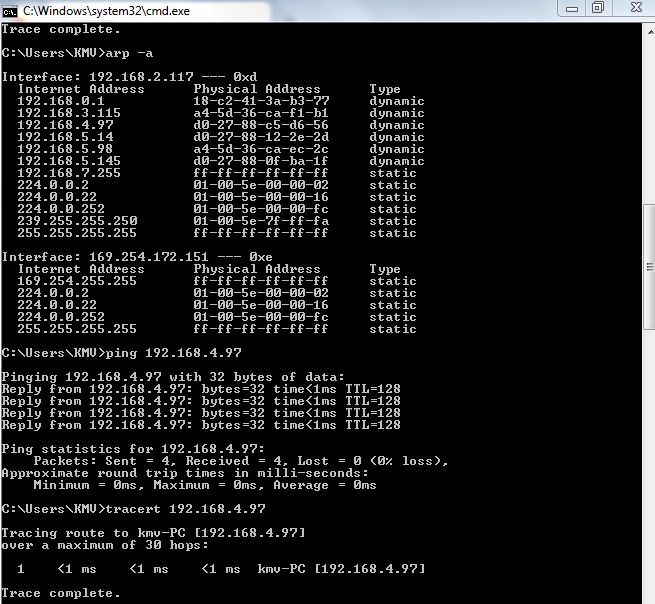 C:\Windows\system32\cmd.exe
Trace complete.
C:\Users\KMV>arp -a
Interface: 192.168.2.117 --- 0xd
Internet Address Physical Address Type
192.168.0.1 18-c2-41-3a-b3-77 dynamic
192.168.3.115 a4-5d-36-ca-f1-b1 dynamic
192.168.4.97 d0-27-88-c5-d6-56 dynamic
192.168.5.14 d0-27-88-12-2e-2d dynamic
192.168.5.98 a4-5d-36-ca-ec-2c dynamic
192.168.5.145 d0-27-88-0f-ba-1f dynamic
192.168.7.255 ff-ff-ff-ff-ff-ff static
224.0.0.2 01-00-5e-00-00-02 static
224.0.0.22 01-00-5e-00-00-16 static
224.0.0.252 01-00-5e-00-00-fc static
239.255.255.250 01-00-5e-7f-ff-fa static
255.255.255.255 ff-ff-ff-ff-ff-ff static
Interface: 169.254.172.151 --- 0xe
Internet Address Physical Address Type
169.254.255.255 ff-ff-ff-ff-ff-ff static
224.0.0.2 01-00-5e-00-00-02 static
224.0.0.22 01-00-5e-00-00-16 static
224.0.0.252 01-00-5e-00-00-fc static
255.255.255.255 ff-ff-ff-ff-ff-ff static
C:\Users\KMV>ping 192.168.4.97
Pinging 192.168.4.97 with 32 bytes of data:
Reply from 192.168.4.97: bytes=32 time<1ms TTL=128
Reply from 192.168.4.97: bytes=32 time<1ms TTL=128
Reply from 192.168.4.97: bytes=32 time<1ms TTL=128
Reply from 192.168.4.97: bytes=32 time<1ms TTL=128
Ping statistics for 192.168.4.97:
Packets: Sent = 4, Received = 4, Lost = 0 (0% loss),
Approximate round trip times in milli-seconds:
Minimum = 0ms, Maximum = 0ms, Average = 0ms
C:\Users\KMV>tracert 192.168.4.97
Tracing route to kmv-PC [192.168.4.97]
over a maximum of 30 hops:
1 <1 ms <1 ms <1 ms kmv-PC [192.168.4.97]
Trace complete.